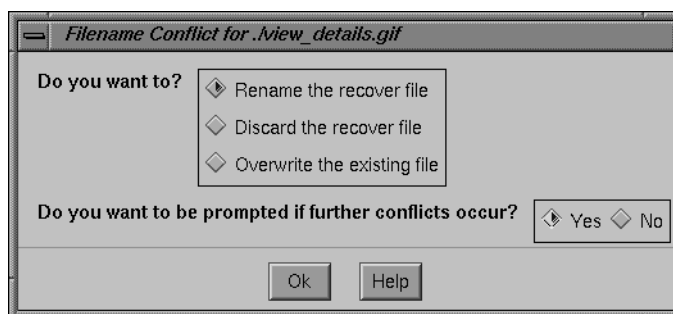 Filename Conflict for ./view_details.gif
Do you want to?
Rename the recover file
Discard the recover file
Overwrite the existing file
Do you want to be prompted if further conflicts occur? Yes No
Ok Help